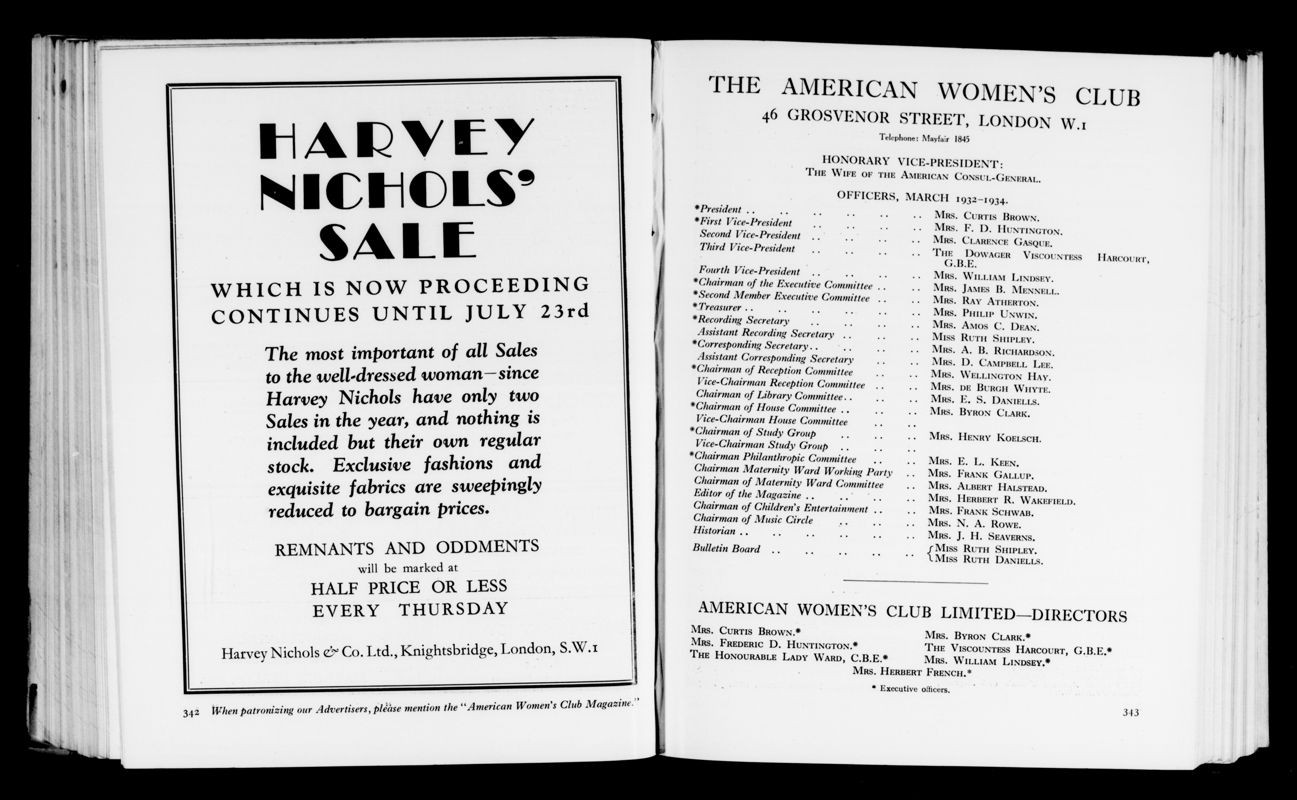 HARVEY
NICHOLS'
SALE
WHICH IS NOW PROCEEDING
CONTINUES UNTIL JULY 23rd
The most important of all Sales
to the well-dressed woman—since
Harvey Nichols have only two
Sales in the year, and nothing is
included but their own regular
stock. Exclusive fashions and
exquisite fabrics are sweepingly
reduced to bargain prices.
REMNANTS AND ODDMENTS
will be marked at
HALF PRICE OR LESS
EVERY THURSDAY
Harvey Nichols & Co. Ltd., Knightsbridge, London, S.W.1
342 When patronizing our Advertisers, please mention the "American Women's Club Magazine."
THE AMERICAN WOMEN'S CLUB
46 GROSVENOR STREET, LONDON W.1
Telephone: Mayfair 1845
HONORARY VICE-PRESIDENT:
The Wife of the American Consul-General.
OFFICERS, MARCH 1932-1934.
*President .. .. .. .. .. .. Mrs. Curtis Brown.
*First Vice-President .. .. .. .. Mrs. F. D. Huntington.
Second Vice-President .. .. .. .. Mrs. Clarence Gasque.
Third Vice-President .. .. .. .. The Dowager Viscountess Harcourt,
G.B.E.
Fourth Vice-President .. .. .. .. Mrs. William Lindsey.
*Chairman of the Executive Committee .. .. Mrs. James B. Mennell.
*Second Member Executive Committee .. .. Mrs. Ray Atherton.
*Treasurer .. .. .. .. .. .. Mrs. Philip Unwin.
*Recording Secretary .. .. .. .. Mrs. Amos C. Dean.
Assistant Recording Secretary .. .. .. Miss Ruth Shipley.
*Corresponding Secretary .. .. .. .. Mrs. A. B. Richardson.
Assistant Corresponding Secretary .. .. Mrs. D. Campbell Lee.
*Chairman of Reception Committee .. .. Mrs. Wellington Hay.
Vice-Chairman Reception Committee .. .. Mrs. de Burgh Whyte.
Chairman of Library Committee .. .. .. Mrs. E. S. Daniells.
*Chairman of House Committee .. .. .. Mrs. Byron Clark.
Vice-Chairman House Committee .. ..
*Chairman of Study Group .. .. .. Mrs. Henry Koelsch.
Vice-Chairman Study Group .. .. ..
*Chairman Philanthropic Committee .. .. Mrs. E. L. Keen.
Chairman Maternity Ward Working Party .. Mrs. Frank Gallup.
Chairman of Maternity Ward Committee .. Mrs. Albert Halstead.
Editor of the Magazine .. .. .. .. Mrs. Herbert R. Wakefield.
Chairman of Children's Entertainment .. .. Mrs. Frank Schwab.
Chairman of Music Circle .. .. .. Mrs. N. A. Rowe.
Historian .. .. .. .. .. .. Mrs. J. H. Seaverns.
Bulletin Board .. .. .. .. .. { Miss Ruth Shipley.
Miss Ruth Daniells.
AMERICAN WOMEN'S CLUB LIMITED—DIRECTORS
Mrs. Curtis Brown.* Mrs. Byron Clark.*
Mrs. Frederic D. Huntington.* The Viscountess Harcourt, G.B.E.*
The Honourable Lady Ward, C.B.E.* Mrs. William Lindsey.*
Mrs. Herbert French.*
* Executive officers.
343